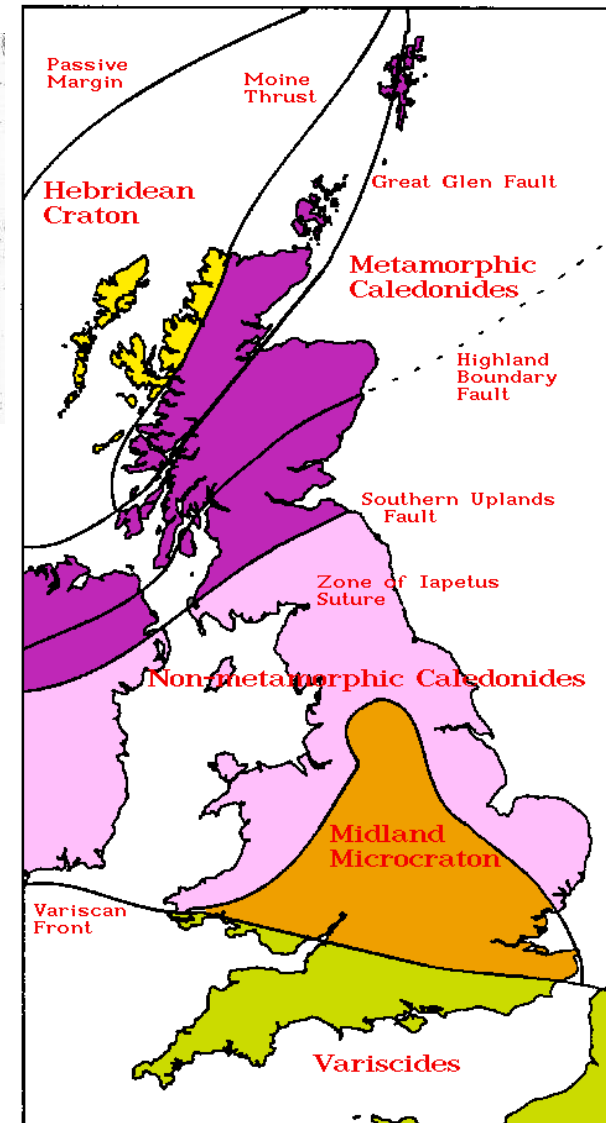 Passive
Margin
Moine
Thrust
Hebridean
Craton
Great Glen Fault
Metamorphic
Caledonides
Highland
Boundary
Fault
Southern Uplands
Fault
Zone of Iapetus
Suture
Non-metamorphic Caledonides
Midland
Microcraton
Variscan
Front
Variscides